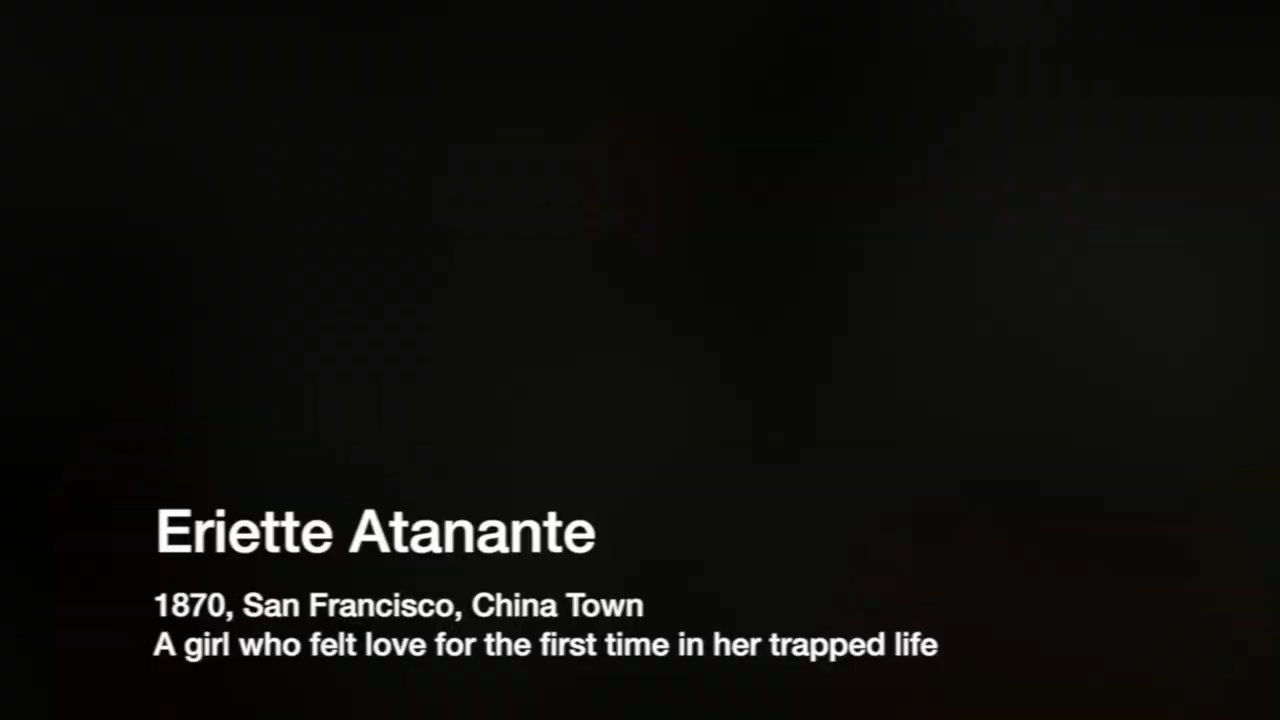 Eriette Atanante
1870, San Francisco, China Town
A girl who felt love for the first time in her trapped life